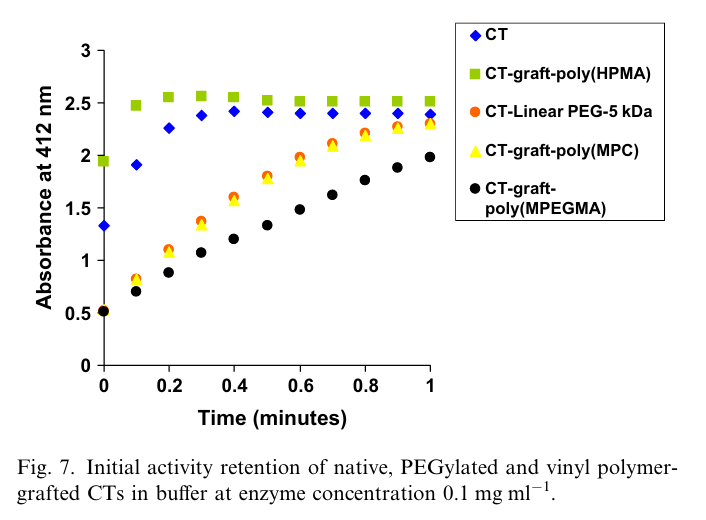 3
2.5
2
1.5
1
0.5
0
Absorbance at 412 nm
0
0.2
0.4
0.6
0.8
1
Time (minutes)
CT
CT-graft-poly(HPMA)
CT-Linear PEG-5 kDa
CT-graft-poly(MPC)
CT-graft-
poly(MPEGMA)
Fig. 7. Initial activity retention of native, PEGylated and vinyl polymer-
grafted CTs in buffer at enzyme concentration 0.1 mg ml⁻¹.